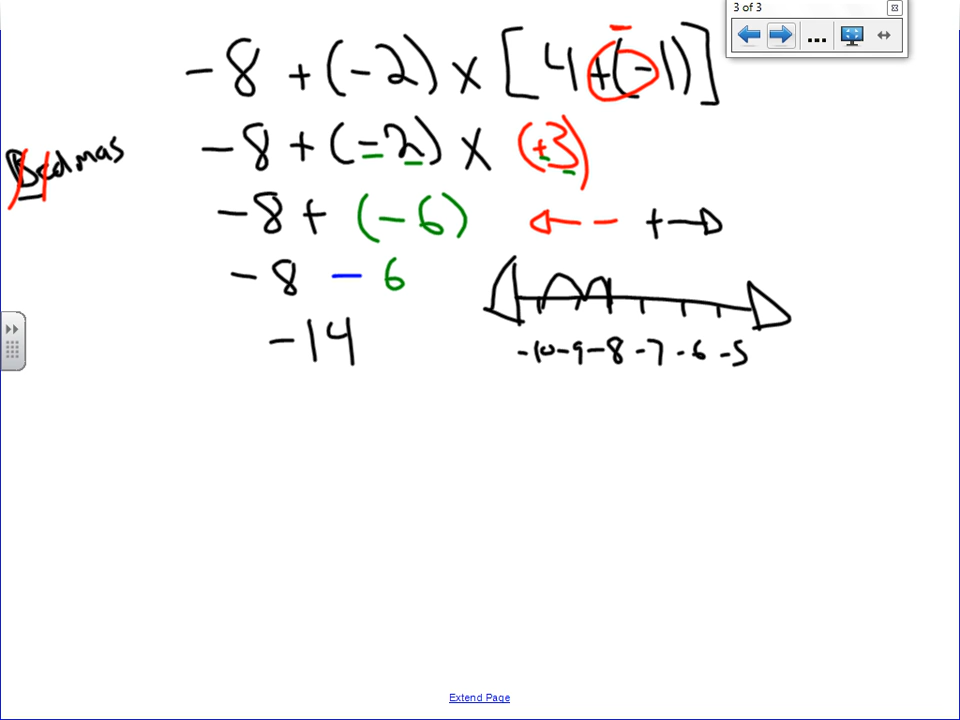 3 of 3
...
-8 + (-2) × [4 +(-1)]
-
Bedmas
-8 + (-2) × (+3)
-8 + (-6)
← - + →
-8 - 6
-14
-10 -9 -8 -7 -6 -5
Extend Page